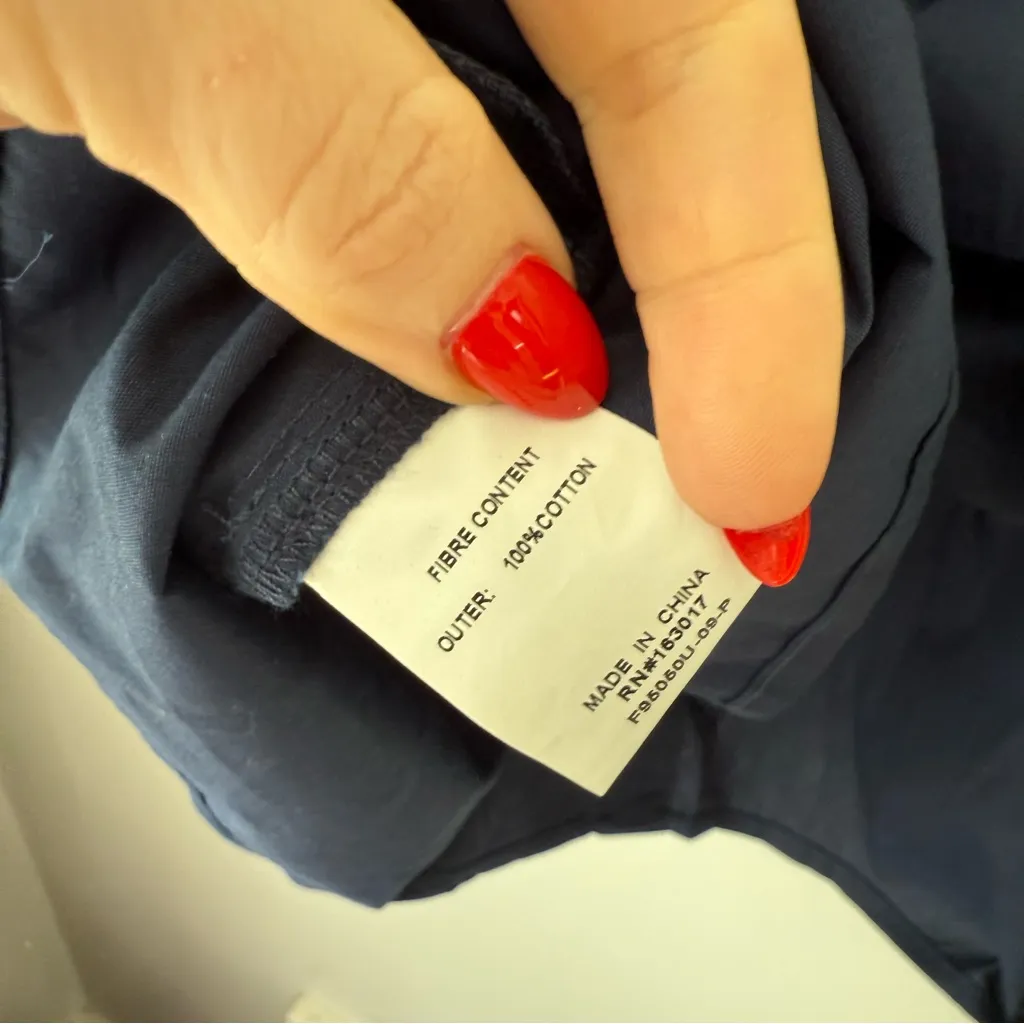 FIBRE CONTENT
OUTER: 100%COTTON
MADE IN CHINA
RN#163017
F95050U-09-P